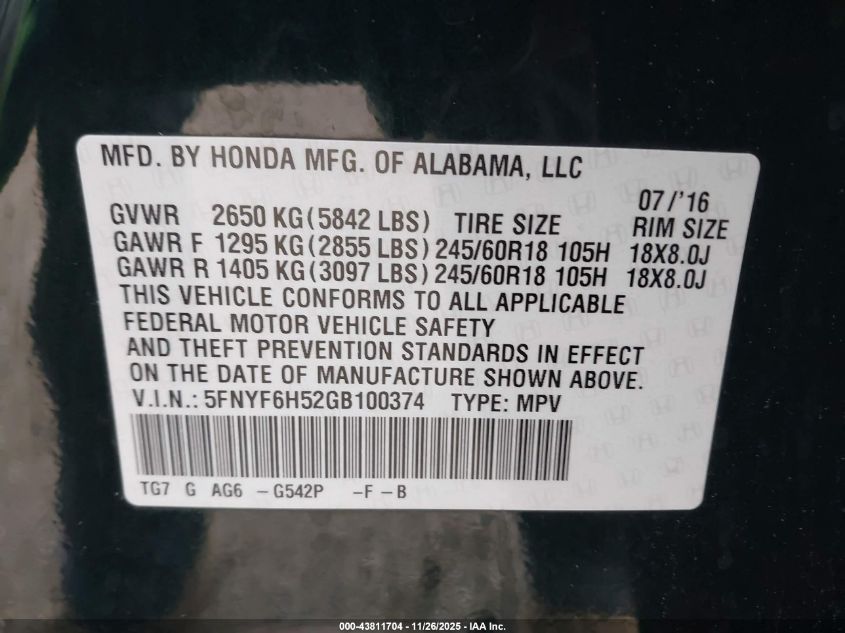 MFD. BY HONDA MFG. OF ALABAMA, LLC
07 /'16
GVWR 2650 KG (5842 LBS) TIRE SIZE RIM SIZE
GAWR F 1295 KG (2855 LBS) 245/60R18 105H 18X8.0J
GAWR R 1405 KG (3097 LBS) 245/60R18 105H 18X8.0J
THIS VEHICLE CONFORMS TO ALL APPLICABLE
FEDERAL MOTOR VEHICLE SAFETY
AND THEFT PREVENTION STANDARDS IN EFFECT
ON THE DATE OF MANUFACTURE SHOWN ABOVE.
V.I.N.: 5FNYF6H52GB100374 TYPE: MPV
TG7 G AG6 -G542P -F-B
000-43811704 - 11/26/2025 - IAA Inc.